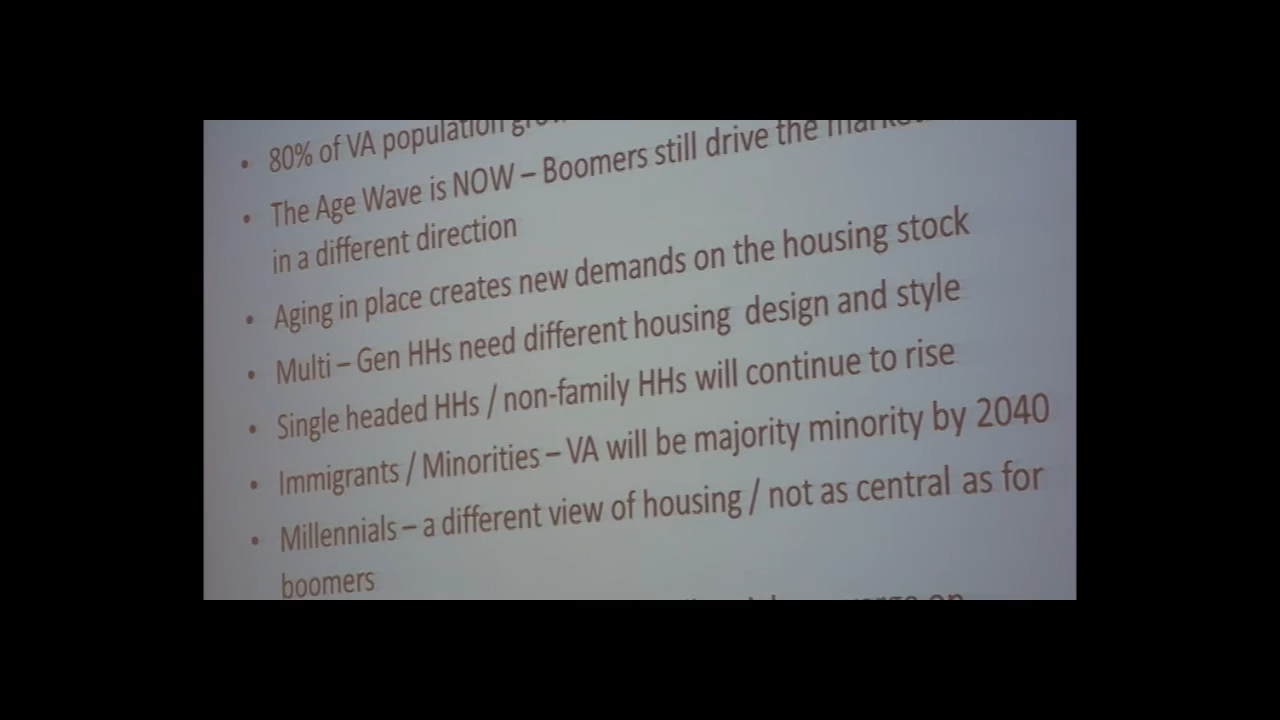 • 80% of VA population
• The Age Wave is NOW – Boomers still drive the
in a different direction
• Aging in place creates new demands on the housing stock
• Multi – Gen HHs need different housing design and style
• Single headed HHs / non-family HHs will continue to rise
• Immigrants / Minorities – VA will be majority minority by 2040
• Millennials – a different view of housing / not as central as for
boomers
on